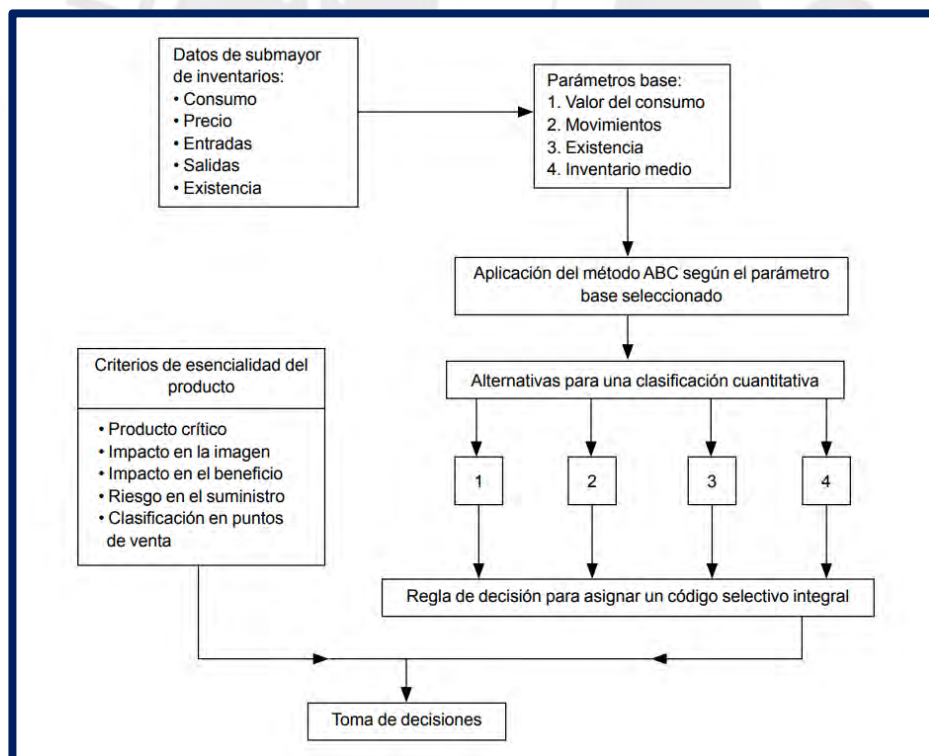 Datos de submayor
de inventarios:
• Consumo
• Precio
• Entradas
• Salidas
• Existencia
Parámetros base:
1. Valor del consumo
2. Movimientos
3. Existencia
4. Inventario medio
Aplicación del método ABC según el parámetro
base seleccionado
Criterios de esencialidad del
producto
• Producto crítico
• Impacto en la imagen
• Impacto en el beneficio
• Riesgo en el suministro
• Clasificación en puntos
de venta
Alternativas para una clasificación cuantitativa
1
2
3
4
Regla de decisión para asignar un código selectivo integral
Toma de decisiones